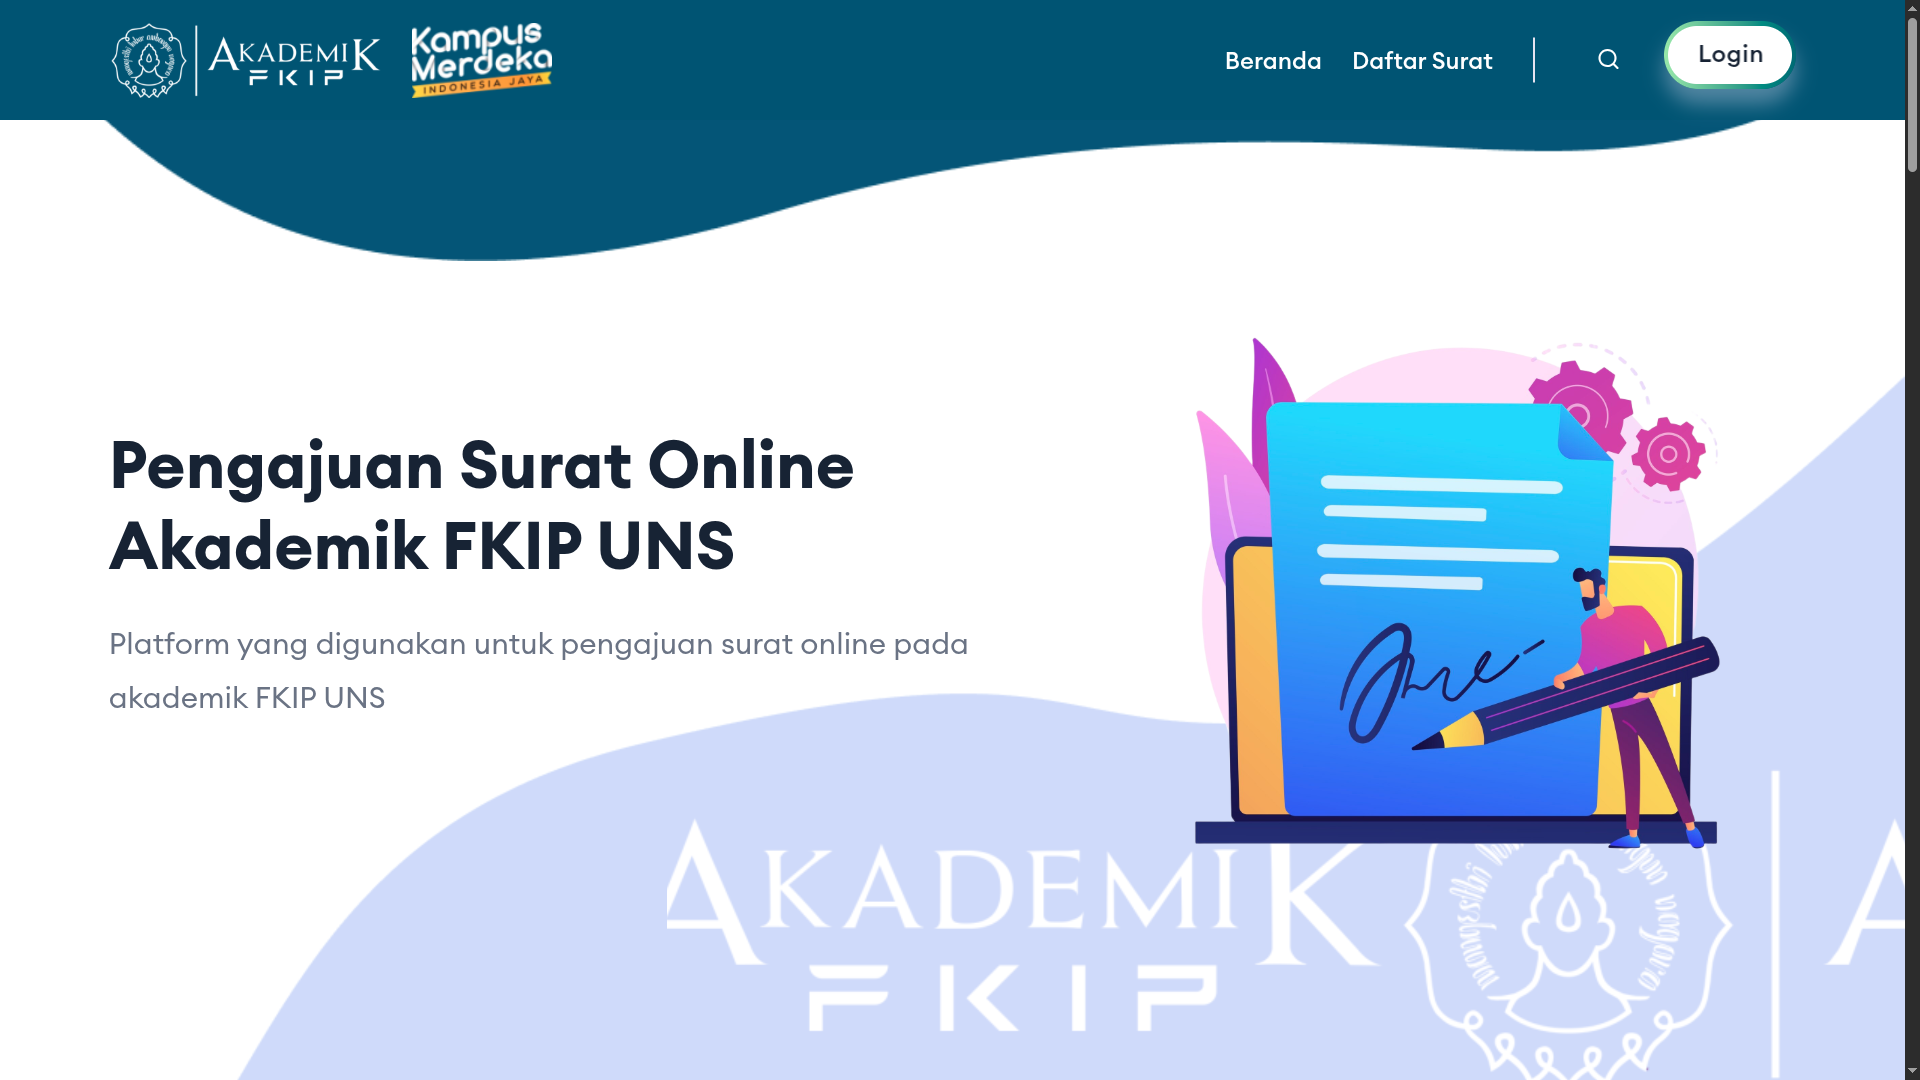 AKADEMIK
FKIP
Kampus
Merdeka
INDONESIA JAYA
Beranda
Daftar Surat
Login
Pengajuan Surat Online
Akademik FKIP UNS
Platform yang digunakan untuk pengajuan surat online pada
akademik FKIP UNS
AKADEMIK
FKIP